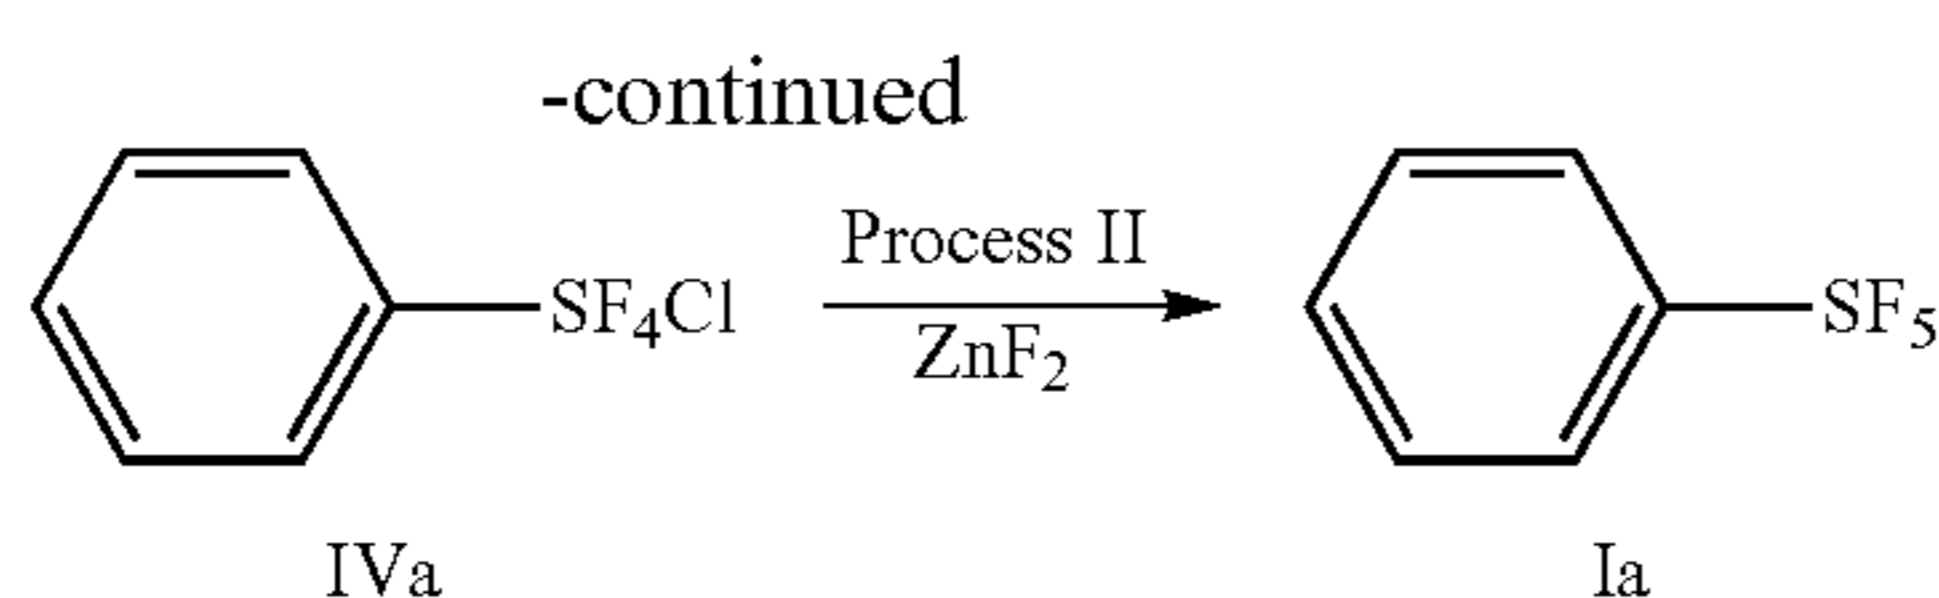 -continued
Process II
SF₄Cl
ZnF₂
SF₅
IVa
Ia